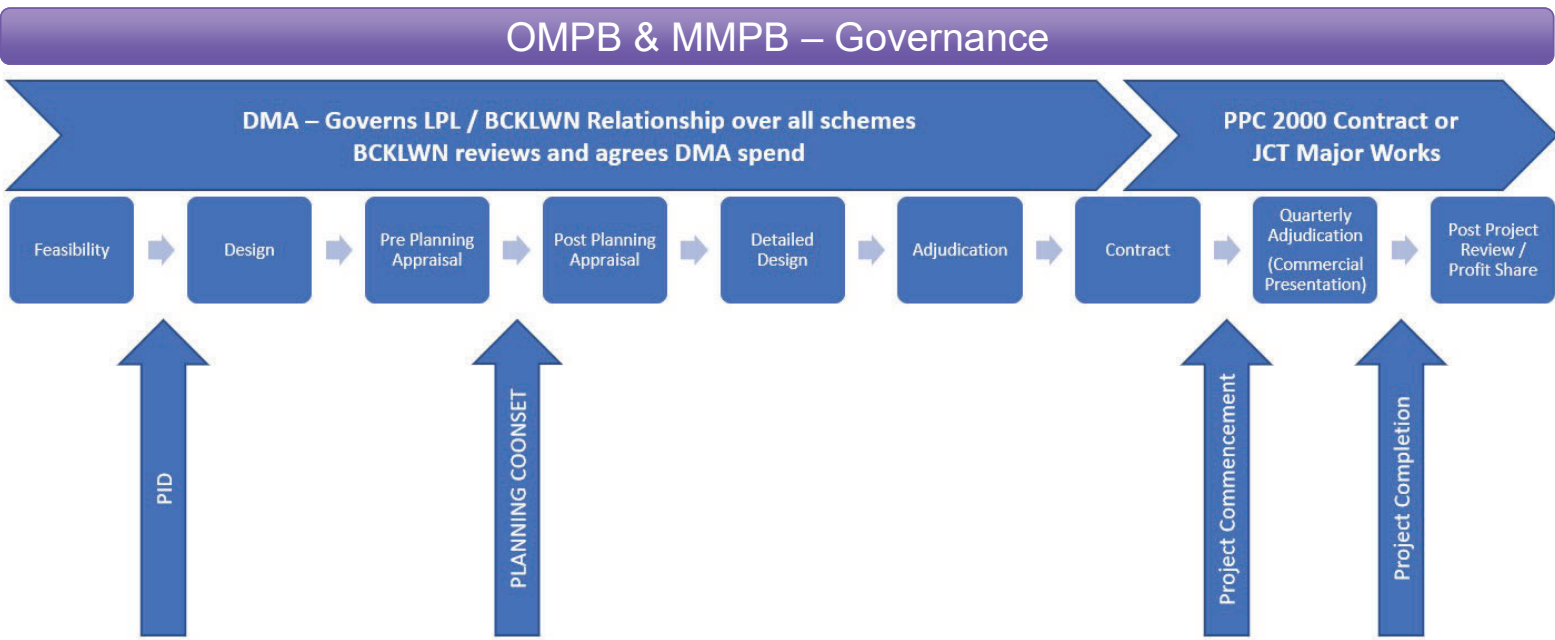 OMPB & MMPB – Governance
DMA – Governs LPL / BCKLWN Relationship over all schemes
BCKLWN reviews and agrees DMA spend
PPC 2000 Contract or
JCT Major Works
Feasibility
Design
Pre Planning
Appraisal
Post Planning
Appraisal
Detailed
Design
Adjudication
Contract
Quarterly
Adjudication
(Commercial
Presentation)
Post Project
Review /
Profit Share
PID
PLANNING COONSET
Project Commencement
Project Completion